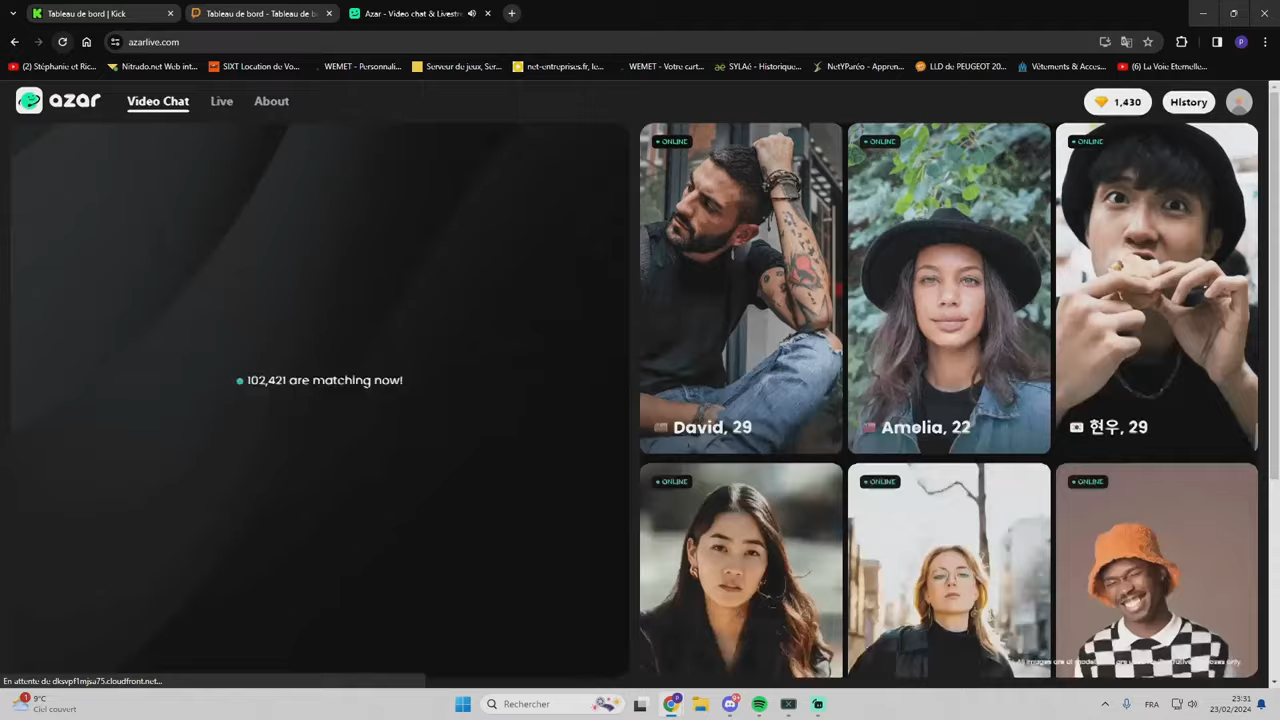 Tableau de bord | Kick
Tableau de bord - Tableau de b
Azar - Video chat & Livestre
azarlive.com
(2) Stéphanie et Ric...
Nitrado.net Web int...
SIXT Location de Vo...
WEMET - Personnali...
Serveur de jeux, Ser...
net-entreprises.fr, le...
WEMET - Votre cart...
SYLAé - Historique...
NetYParéo - Appren...
LLD de PEUGEOT 20...
Vêtements & Acces...
(6) La Voie Eternelle...
azar
Video Chat
Live
About
1,430
History
ONLINE
ONLINE
ONLINE
102,421 are matching now!
David, 29
Amelia, 22
현우, 29
ONLINE
ONLINE
ONLINE
En attente de dksvpf1mjsa75.cloudfront.net...
9°C
Ciel couvert
Rechercher
FRA
23:31
23/02/2024